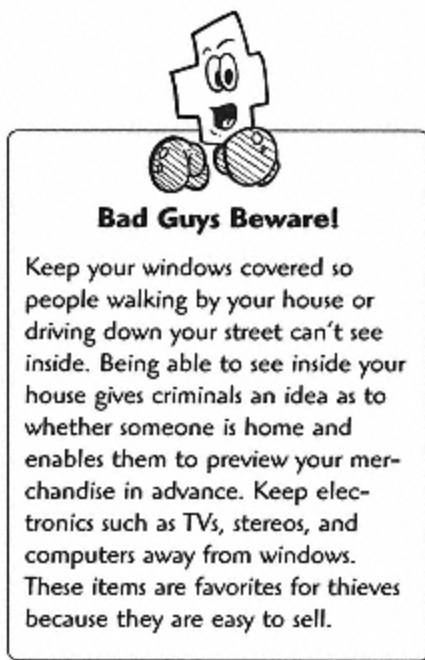 Bad Guys Beware!
Keep your windows covered so
people walking by your house or
driving down your street can't see
inside. Being able to see inside your
house gives criminals an idea as to
whether someone is home and
enables them to preview your mer-
chandise in advance. Keep elec-
tronics such as TVs, stereos, and
computers away from windows.
These items are favorites for thieves
because they are easy to sell.